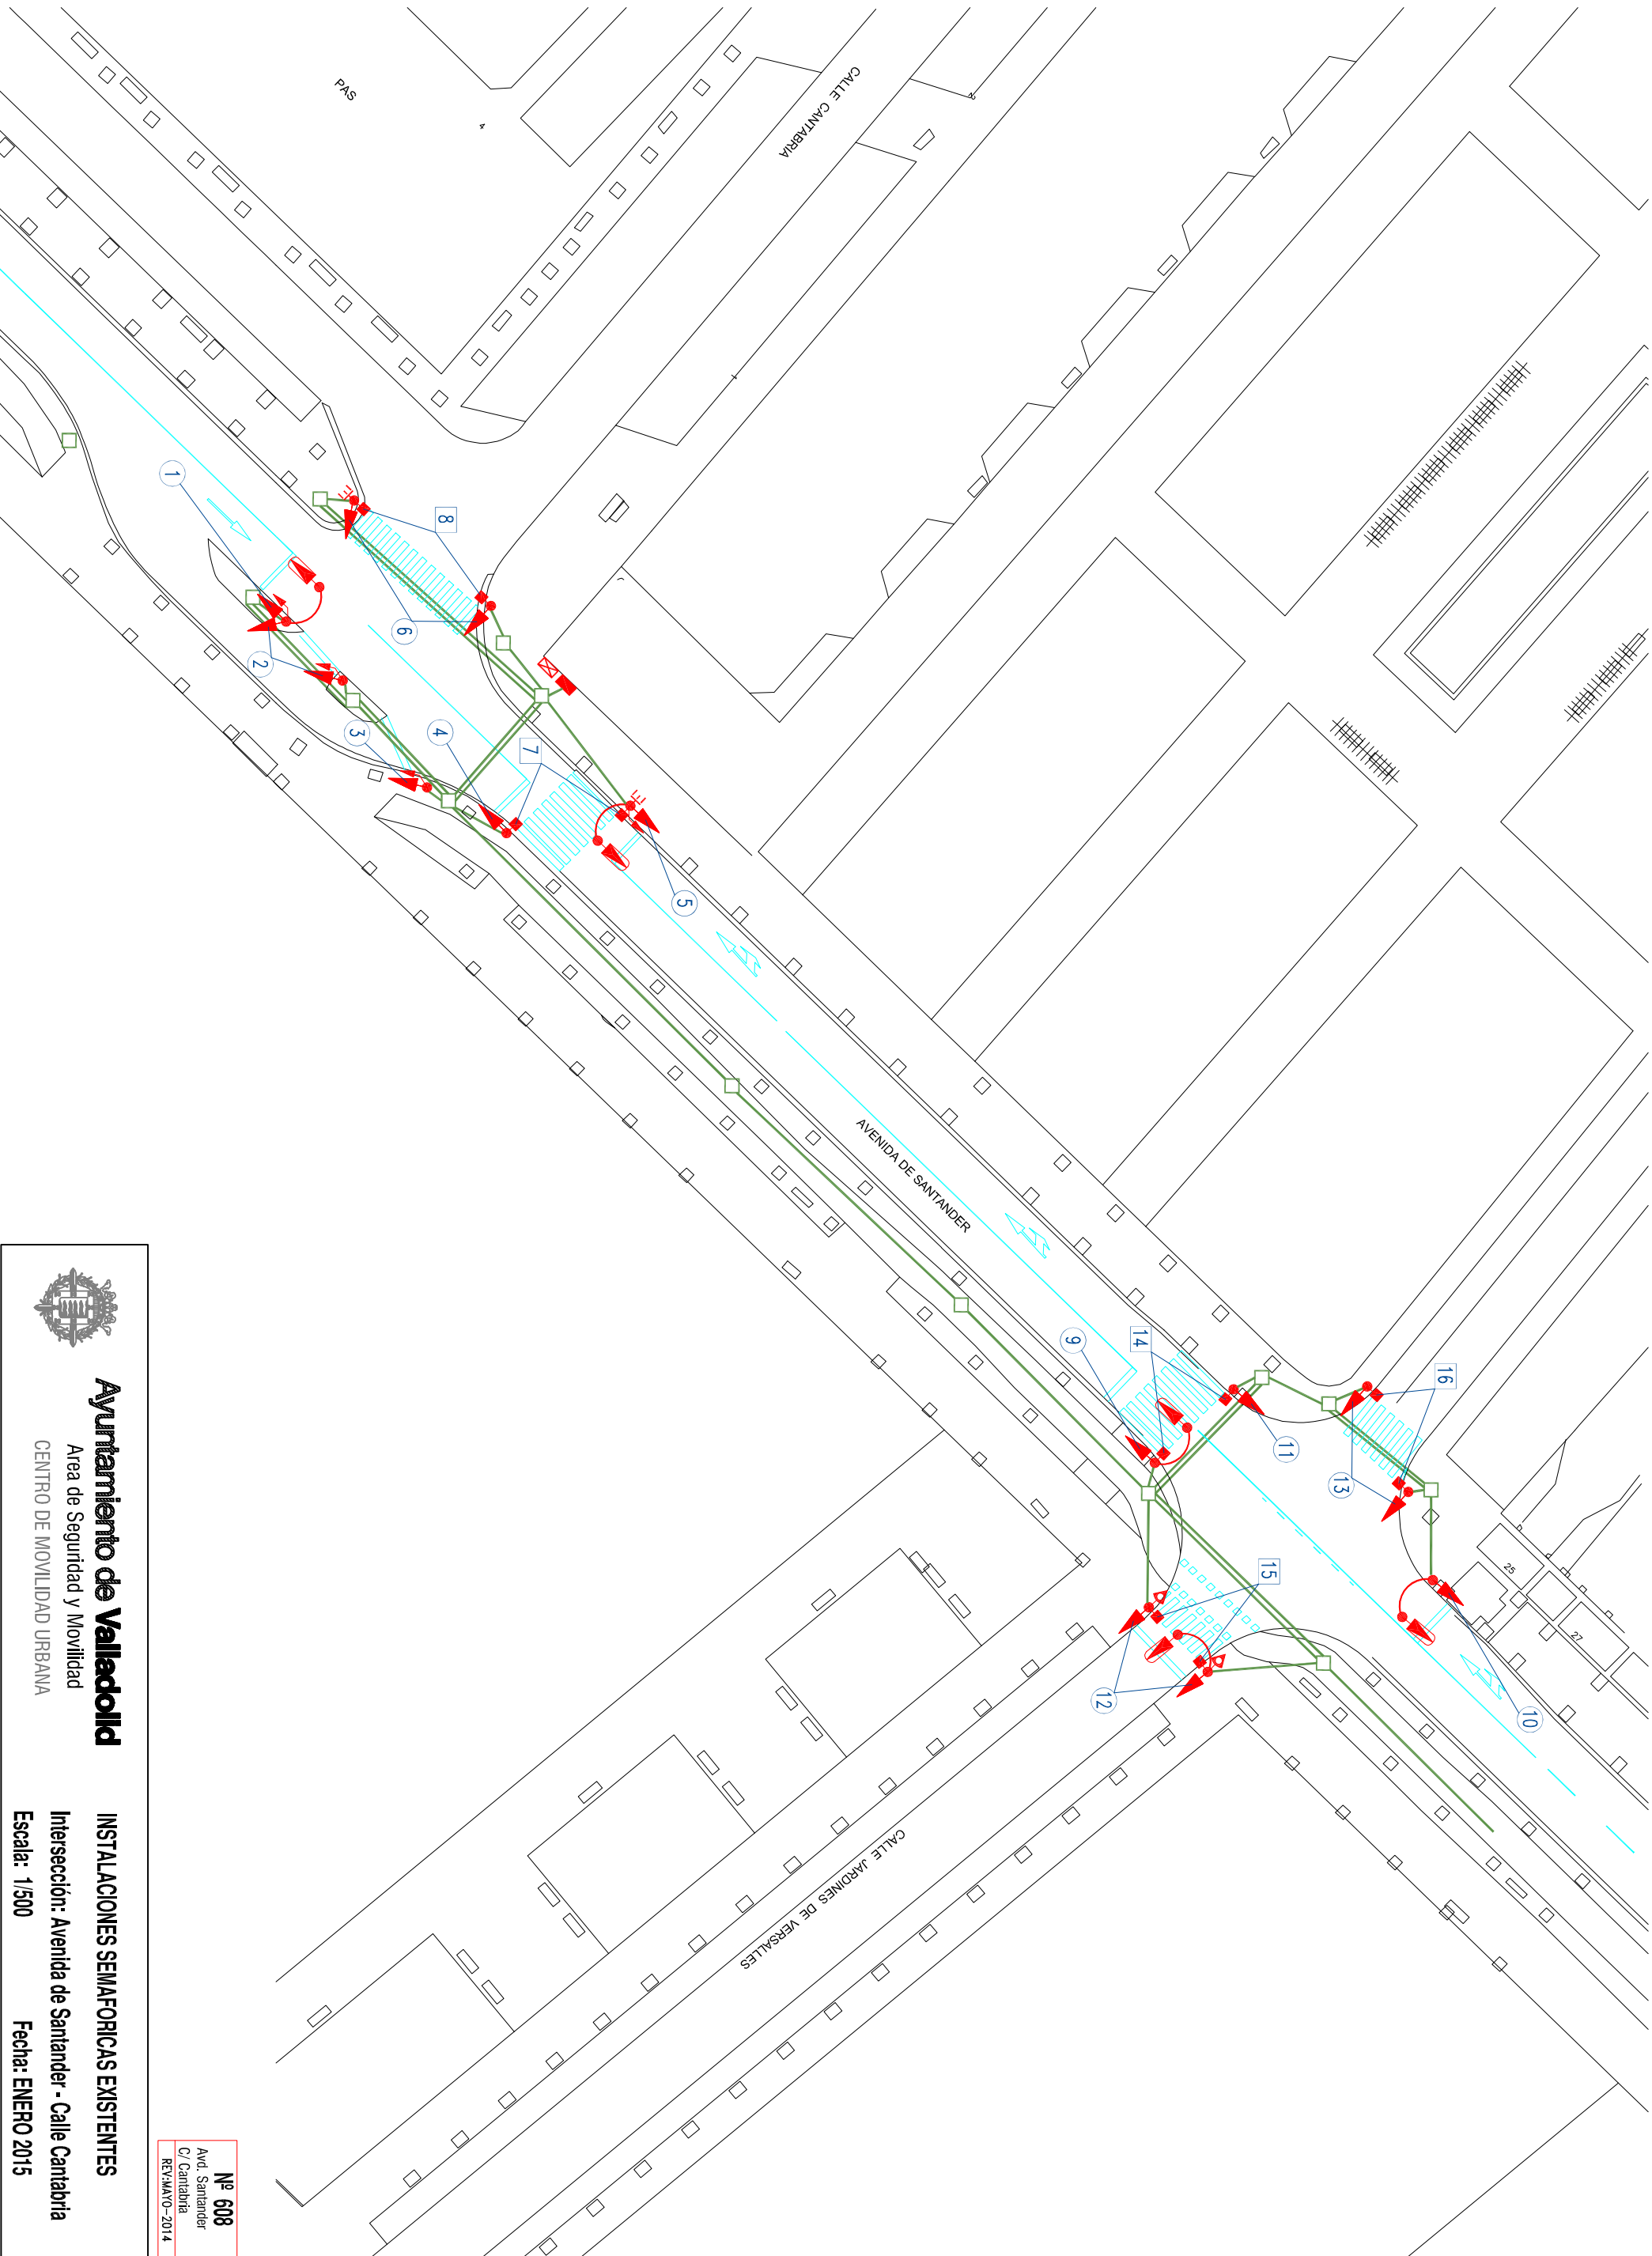 PAS
4
CALLE CANTABRIA
2
1
8
E
6
2
3
4
7
E
5
AVENIDA DE SANTANDER
9
14
16
11
13
15
12
10
25
27
CALLE JARDINES DE VERSALLES
Ayuntamiento de Valladolid
Area de Seguridad y Movilidad
CENTRO DE MOVILIDAD URBANA
INSTALACIONES SEMAFORICAS EXISTENTES
Intersección: Avenida de Santander - Calle Cantabria
Escala: 1/500 Fecha: ENERO 2015
Nº 608
Avd. Santander
C/ Cantabria
REV:MAYO-2014